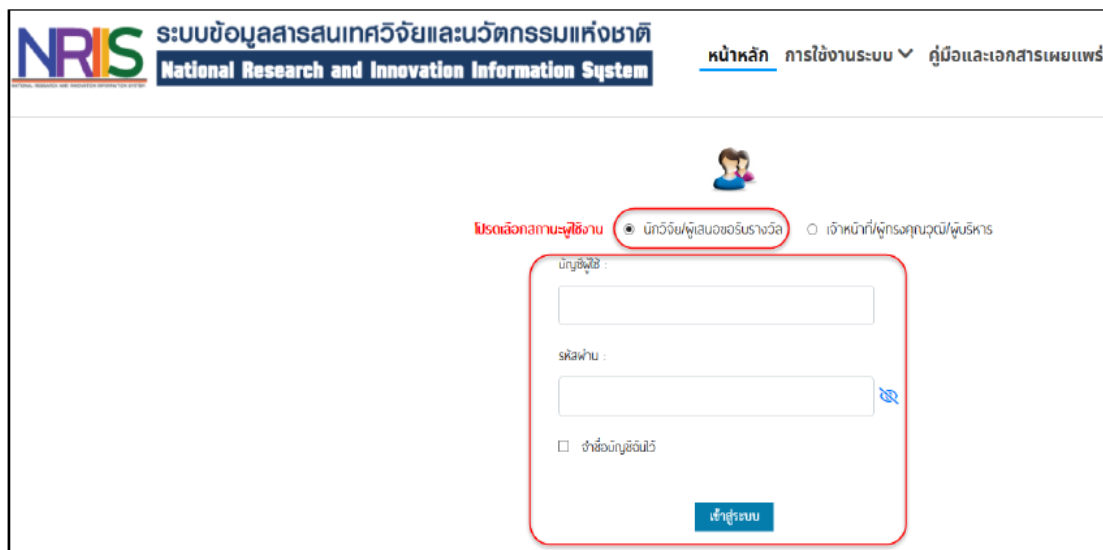 NRIIS
ระบบข้อมูลสารสนเทศวิจัยและนวัตกรรมแห่งชาติ
National Research and Innovation Information System
NATIONAL RESEARCH AND INNOVATION INFORMATION SYSTEM
หน้าหลัก การใช้งานระบบ คู่มือและเอกสารเผยแพร่
โปรดเลือกสถานะผู้ใช้งาน นักวิจัย/ผู้เสนอขอรับรางวัล เจ้าหน้าที่/ผู้ทรงคุณวุฒิ/ผู้บริหาร
บัญชีผู้ใช้ :
รหัสผ่าน :
จำชื่อบัญชีฉันไว้
เข้าสู่ระบบ